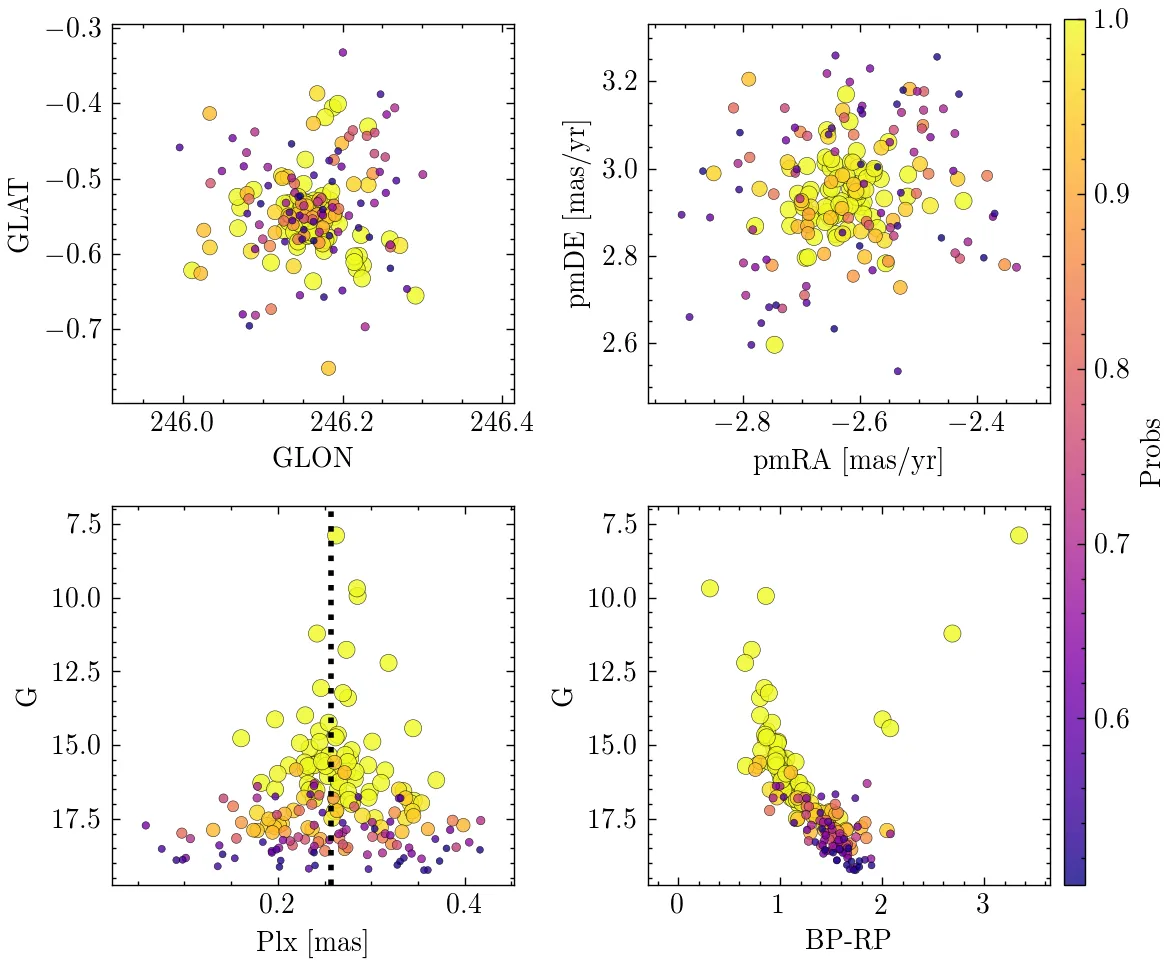 −0.3
−0.4
−0.5
−0.6
−0.7
GLAT
246.0 246.2 246.4
GLON
3.2
3.0
2.8
2.6
pmDE [mas/yr]
−2.8 −2.6 −2.4
pmRA [mas/yr]
1.0
0.9
0.8
0.7
0.6
Probs
7.5
10.0
12.5
15.0
17.5
G
0.2 0.4
Plx [mas]
7.5
10.0
12.5
15.0
17.5
G
0 1 2 3
BP-RP